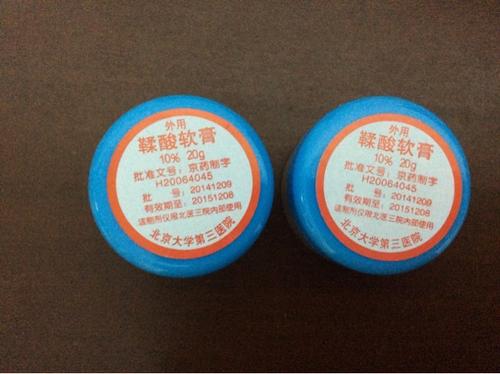 外用
鞣酸软膏
10% 20g
批准文号：京药制字
H20064045
批　　号：20141209
有效期至：20151208
该制剂仅限北医三院内部使用
北京大学第三医院
外用
鞣酸软膏
10% 20g
批准文号：京药制字
H20064045
批　　号：20141209
有效期至：20151208
该制剂仅限北医三院内部使用
北京大学第三医院